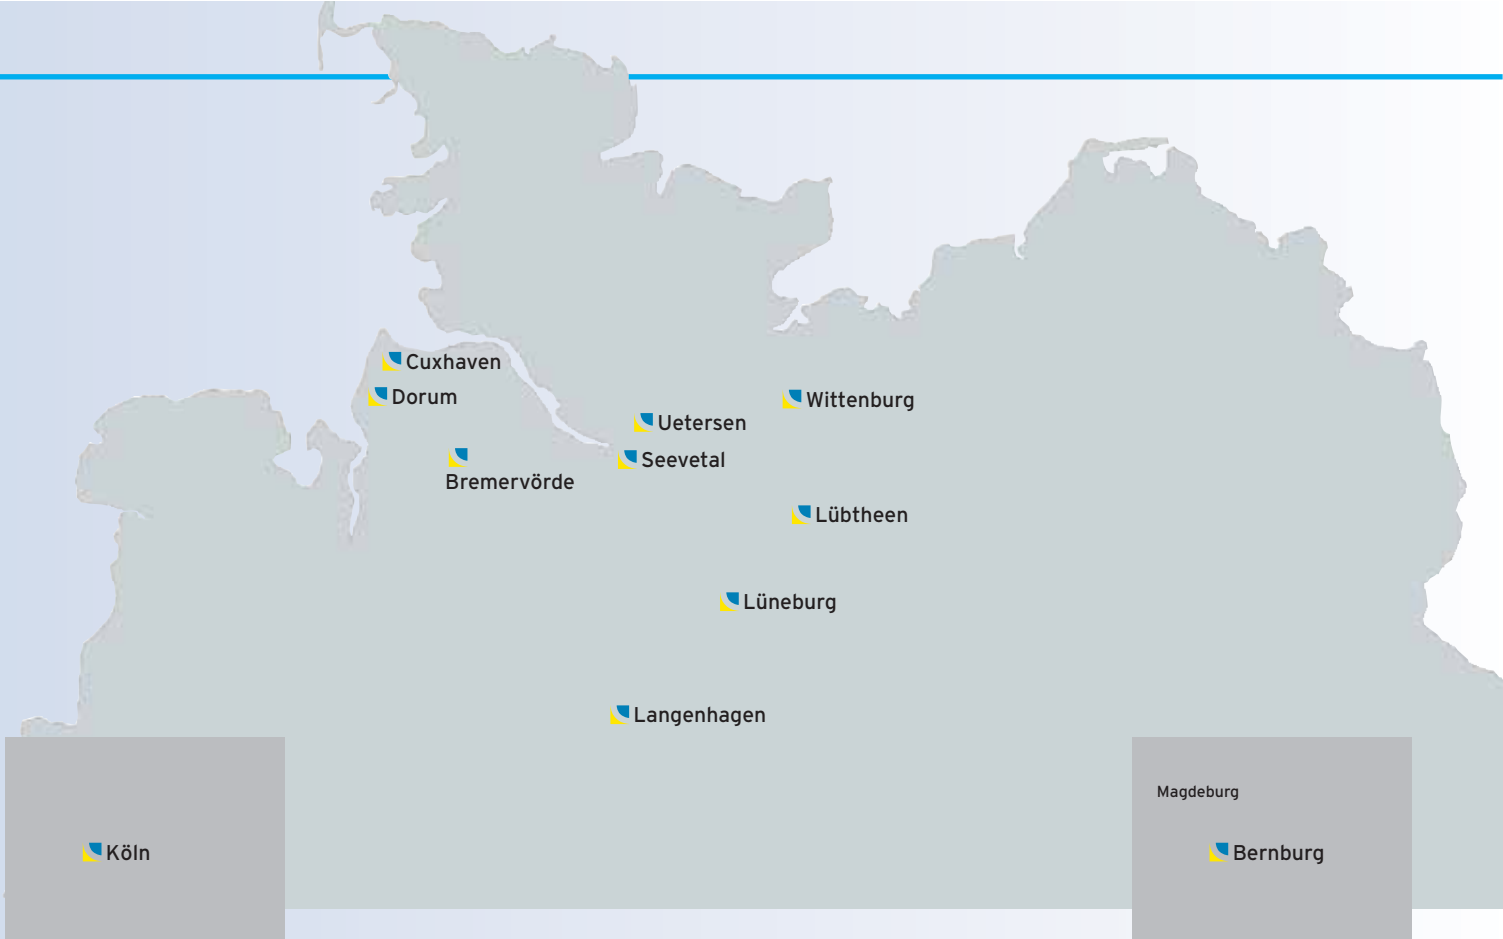 Cuxhaven
Dorum
Wittenburg
Uetersen
Seevetal
Bremervörde
Lübtheen
Lüneburg
Langenhagen
Magdeburg
Köln
Bernburg